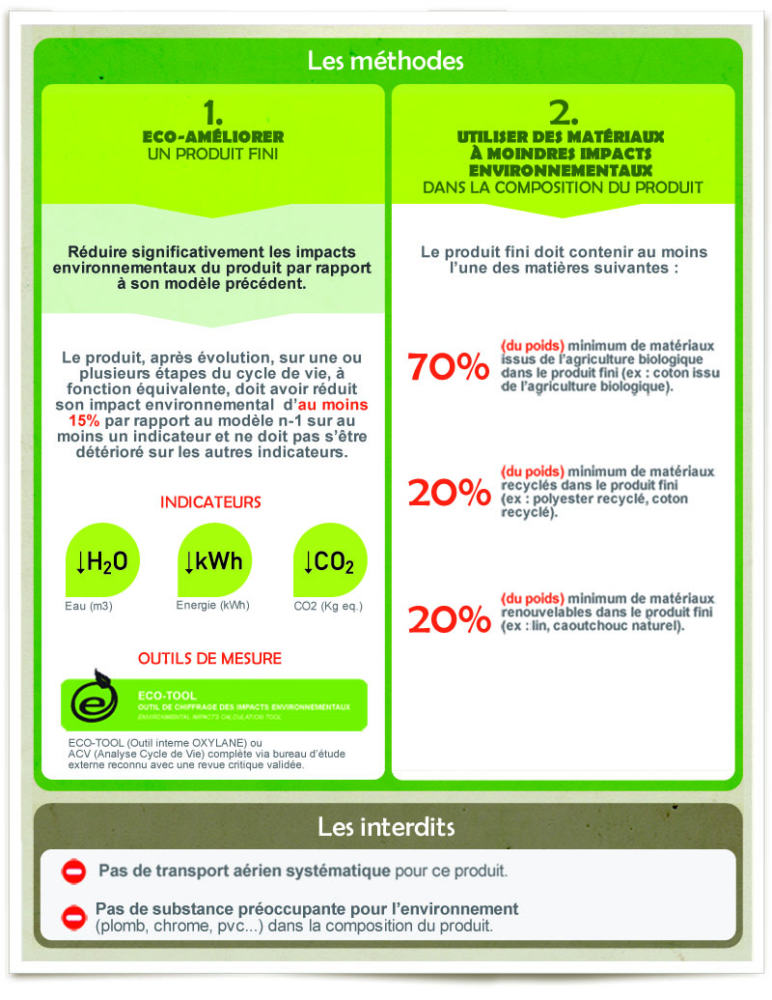 Les méthodes
1.
ECO-AMÉLIORER
UN PRODUIT FINI
Réduire significativement les impacts
environnementaux du produit par rapport
à son modèle précédent.
Le produit, après évolution, sur une ou
plusieurs étapes du cycle de vie, à
fonction équivalente, doit avoir réduit
son impact environnemental d'au moins
15% par rapport au modèle n-1 sur au
moins un indicateur et ne doit pas s'être
détérioré sur les autres indicateurs.
INDICATEURS
↓H₂O
↓kWh
↓CO₂
Eau (m3)
Energie (kWh)
CO2 (Kg eq.)
OUTILS DE MESURE
e
ECO-TOOL
OUTIL DE CHIFFRAGE DES IMPACTS ENVIRONNEMENTAUX
ENVIRONMENTAL IMPACTS CALCULATION TOOL
ECO-TOOL (Outil interne OXYLANE) ou
ACV (Analyse Cycle de Vie) complète via bureau d'étude
externe reconnu avec une revue critique validée.
2.
UTILISER DES MATÉRIAUX
À MOINDRES IMPACTS
ENVIRONNEMENTAUX
DANS LA COMPOSITION DU PRODUIT
Le produit fini doit contenir au moins
l'une des matières suivantes :
70%
(du poids) minimum de matériaux
issus de l'agriculture biologique
dans le produit fini (ex : coton issu
de l'agriculture biologique).
20%
(du poids) minimum de matériaux
recyclés dans le produit fini
(ex : polyester recyclé, coton
recyclé).
20%
(du poids) minimum de matériaux
renouvelables dans le produit fini
(ex : lin, caoutchouc naturel).
Les interdits
Pas de transport aérien systématique pour ce produit.
Pas de substance préoccupante pour l'environnement
(plomb, chrome, pvc...) dans la composition du produit.